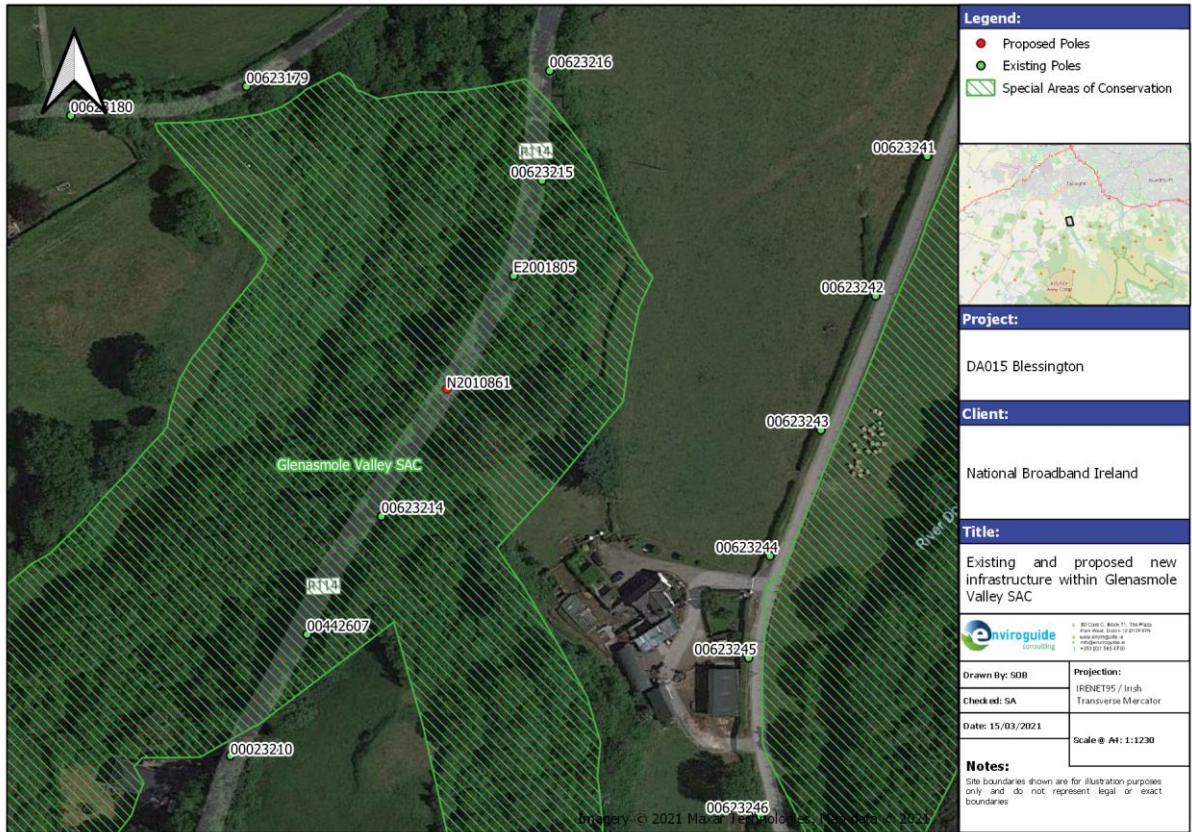 00623216
00623179
00623180
R114
00623215
00623241
E2001805
00623242
N2010861
00623243
Glenasmole Valley SAC
00623214
00623244
R114
00442607
00623245
00023210
00623246
Imagery © 2021 Maxar Technologies, Map data © 2021
Legend:
Proposed Poles
Existing Poles
Special Areas of Conservation
Project:
DA015 Blessington
Client:
National Broadband Ireland
Title:
Existing and proposed new
infrastructure within Glenasmole
Valley SAC
enviroguide
consulting
Drawn By: SOB
Checked: SA
Date: 15/03/2021
Projection:
IRENET95 / Irish
Transverse Mercator
Scale @ A4: 1:1230
Notes:
Site boundaries shown are for illustration purposes
only and do not represent legal or exact
boundaries